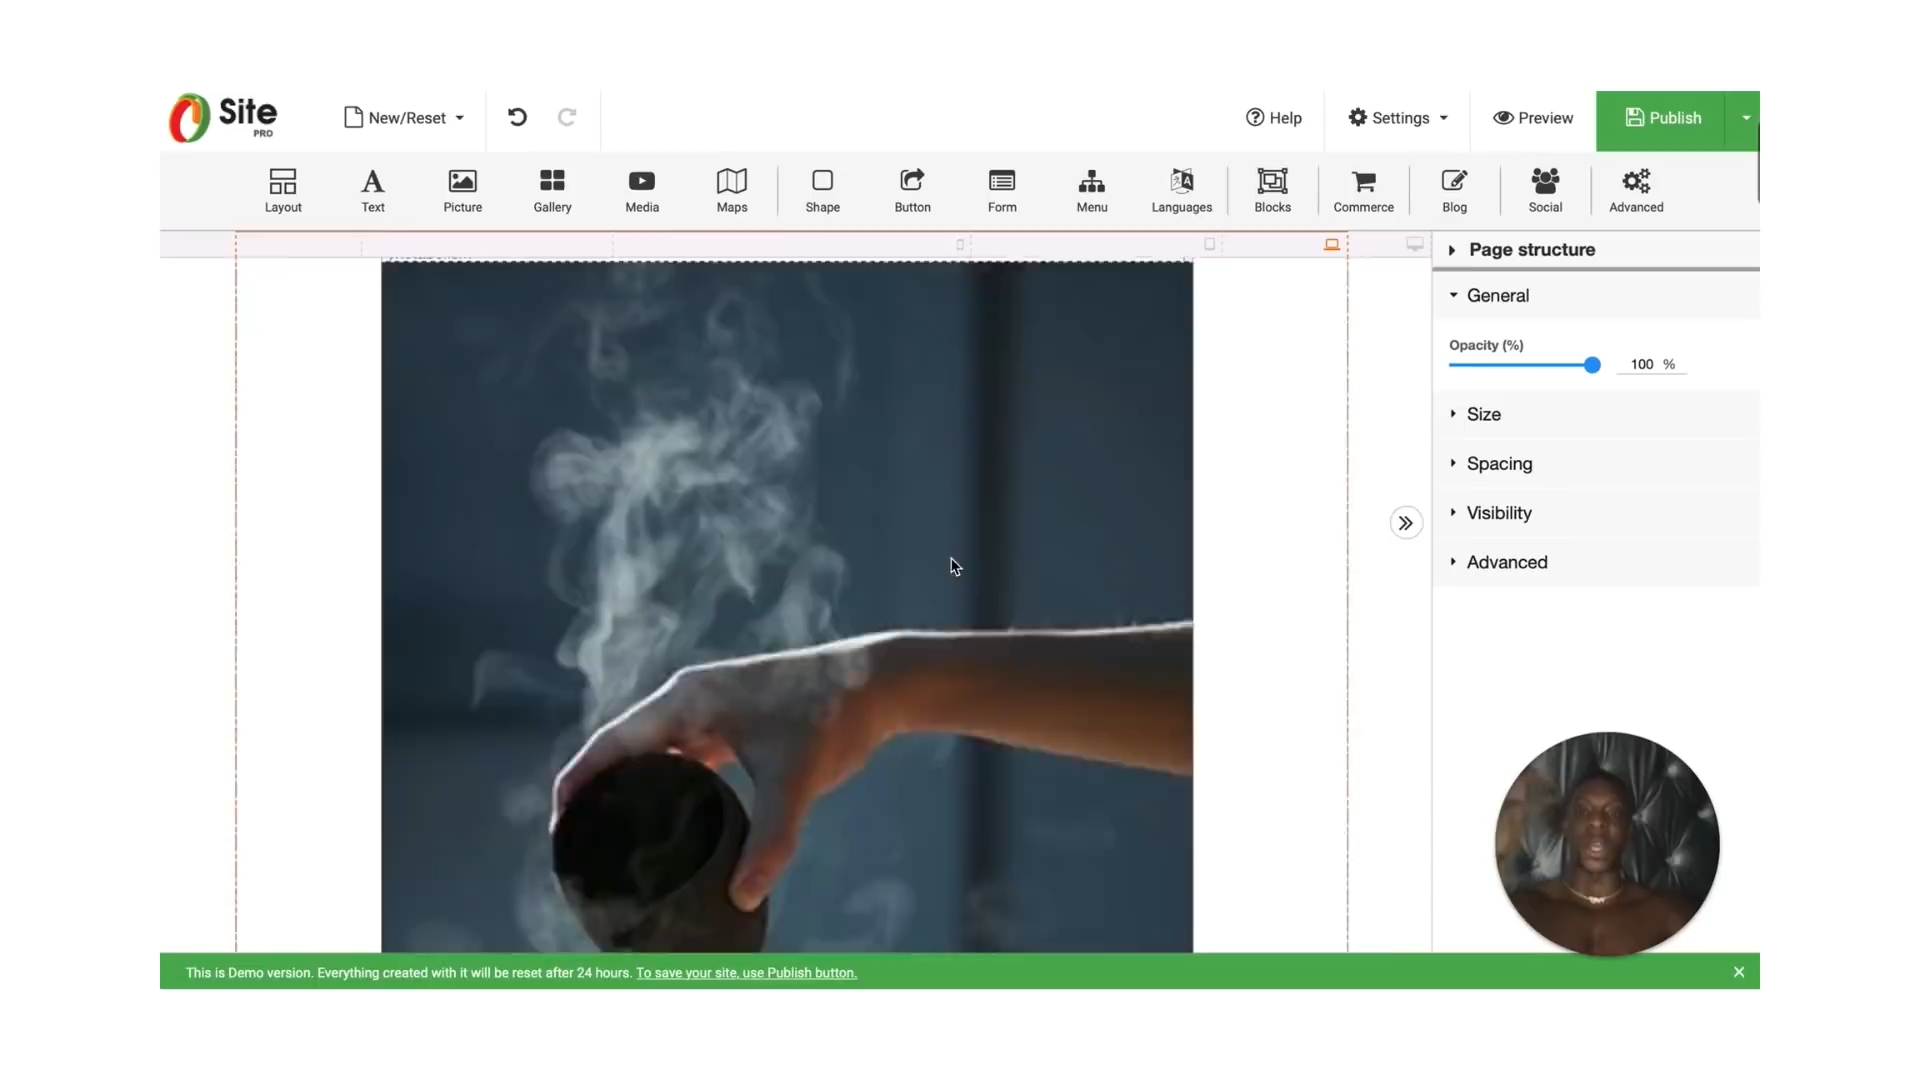 Site
PRO
New/Reset
Help
Settings
Preview
Publish
Layout
Text
Picture
Gallery
Media
Maps
Shape
Button
Form
Menu
Languages
Blocks
Commerce
Blog
Social
Advanced
Page structure
General
Opacity (%)
100 %
Size
Spacing
Visibility
Advanced
This is Demo version. Everything created with it will be reset after 24 hours. To save your site, use Publish button.